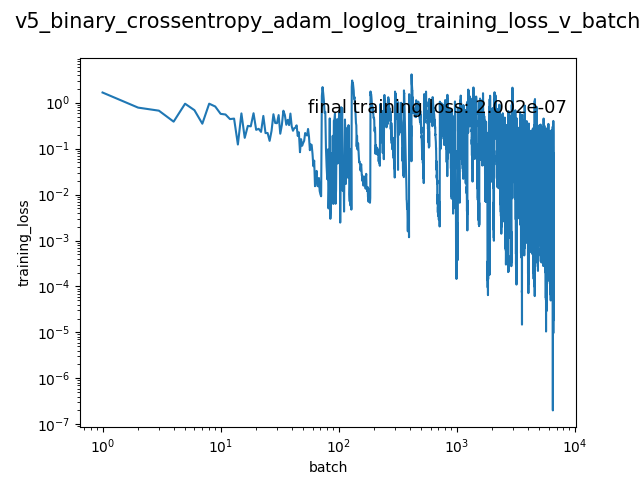 v5_binary_crossentropy_adam_loglog_training_loss_v_batch
final training loss: 2.002e-07
10^0
10^-1
10^-2
10^-3
10^-4
10^-5
10^-6
10^-7
training_loss
10^0 10^1 10^2 10^3 10^4
batch